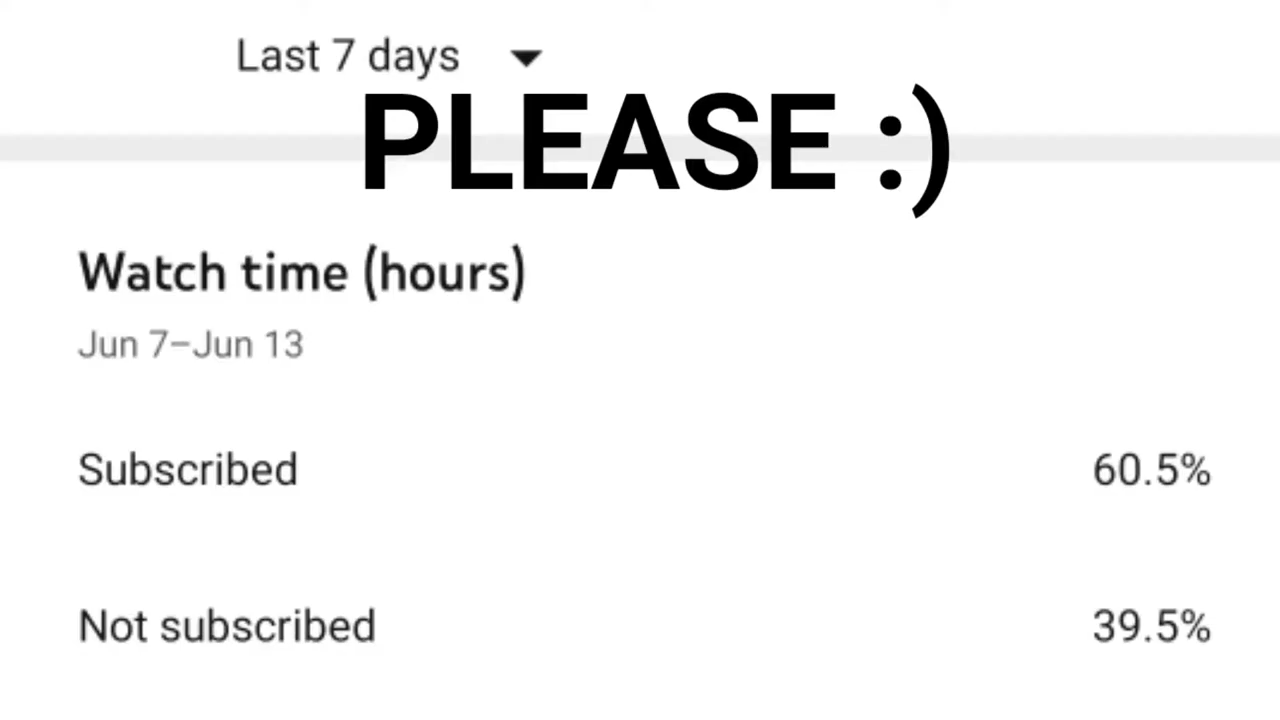 Last 7 days
PLEASE :)
Watch time (hours)
Jun 7–Jun 13
Subscribed 60.5%
Not subscribed 39.5%